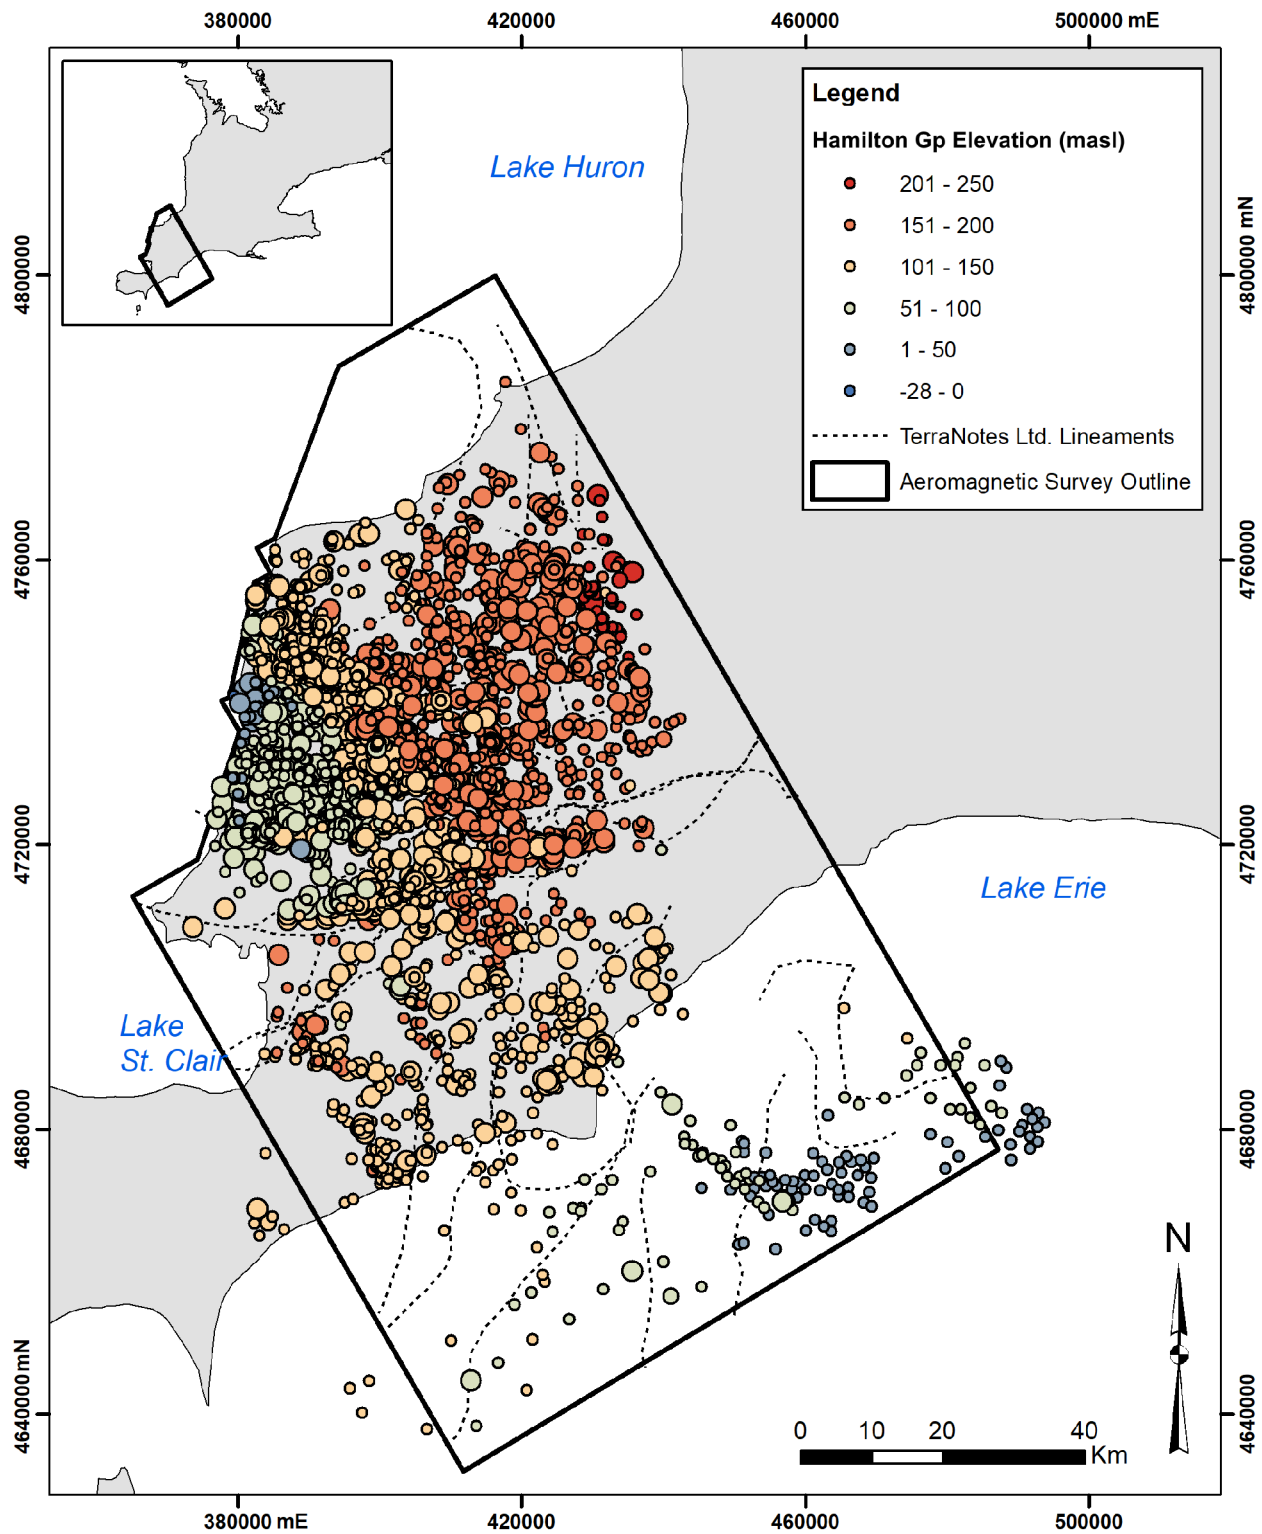 380000
420000
460000
500000 mE
Legend
Hamilton Gp Elevation (masl)
201 - 250
151 - 200
101 - 150
51 - 100
1 - 50
-28 - 0
TerraNotes Ltd. Lineaments
Aeromagnetic Survey Outline
Lake Huron
Lake Erie
Lake
St. Clair
4800000
4760000
4720000
4680000
4640000mN
4800000 mN
4760000
4720000
4680000
4640000
N
0
10
20
40
Km
380000 mE
420000
460000
500000